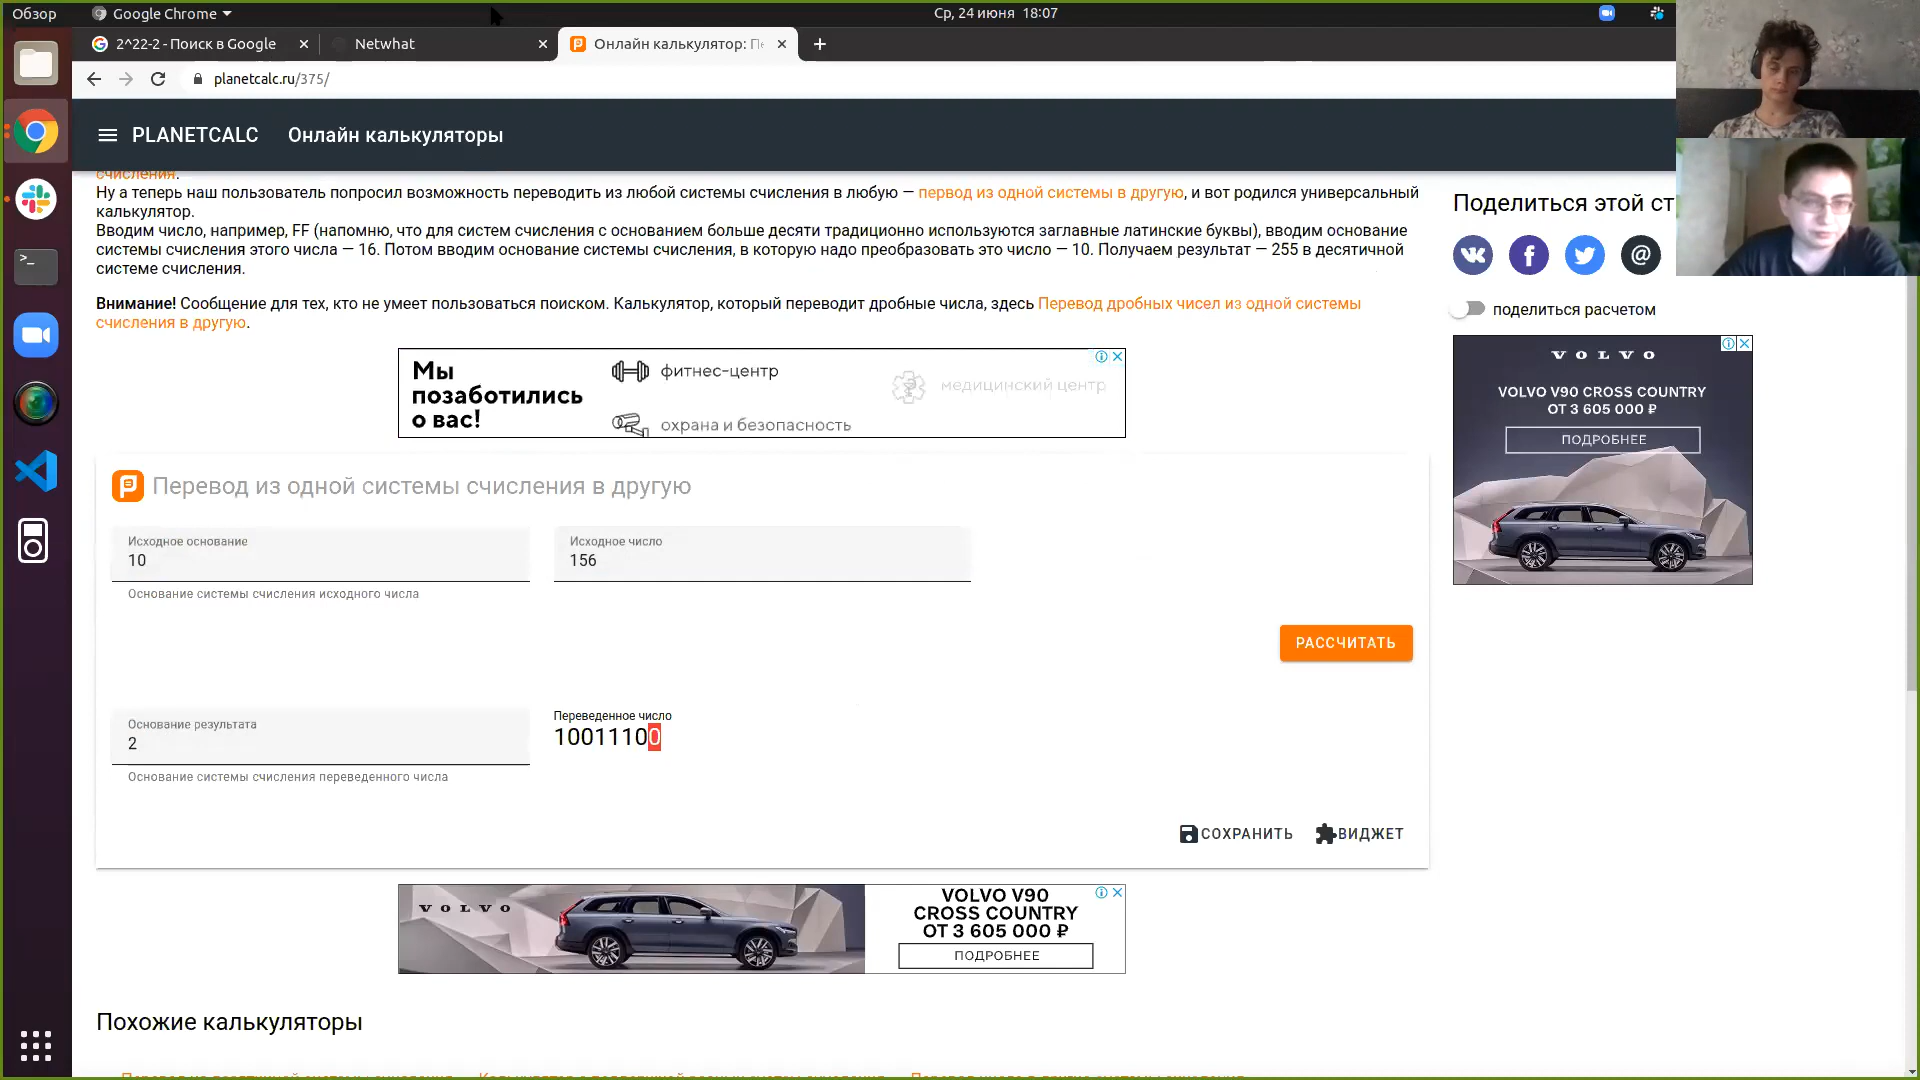 Обзор
Google Chrome
Ср, 24 июня 18:07
2^22-2 - Поиск в Google
Netwhat
Онлайн калькулятор: П
planetcalc.ru/375/
PLANETCALC
Онлайн калькуляторы
счисления.
Ну а теперь наш пользователь попросил возможность переводить из любой системы счисления в любую — первод из одной системы в другую, и вот родился универсальный
калькулятор.
Вводим число, например, FF (напомню, что для систем счисления с основанием больше десяти традиционно используются заглавные латинские буквы), вводим основание
системы счисления этого числа — 16. Потом вводим основание системы счисления, в которую надо преобразовать это число — 10. Получаем результат — 255 в десятичной
системе счисления.
Внимание! Сообщение для тех, кто не умеет пользоваться поиском. Калькулятор, который переводит дробные числа, здесь Перевод дробных чисел из одной системы
счисления в другую.
Поделиться этой ст
поделиться расчетом
Мы
позаботились
о вас!
фитнес-центр
медицинский центр
охрана и безопасность
VOLVO
VOLVO V90 CROSS COUNTRY
ОТ 3 605 000 ₽
ПОДРОБНЕЕ
Перевод из одной системы счисления в другую
Исходное основание
10
Основание системы счисления исходного числа
Исходное число
156
РАССЧИТАТЬ
Основание результата
2
Основание системы счисления переведенного числа
Переведенное число
10011100
СОХРАНИТЬ
ВИДЖЕТ
VOLVO
VOLVO V90
CROSS COUNTRY
ОТ 3 605 000 ₽
ПОДРОБНЕЕ
Похожие калькуляторы